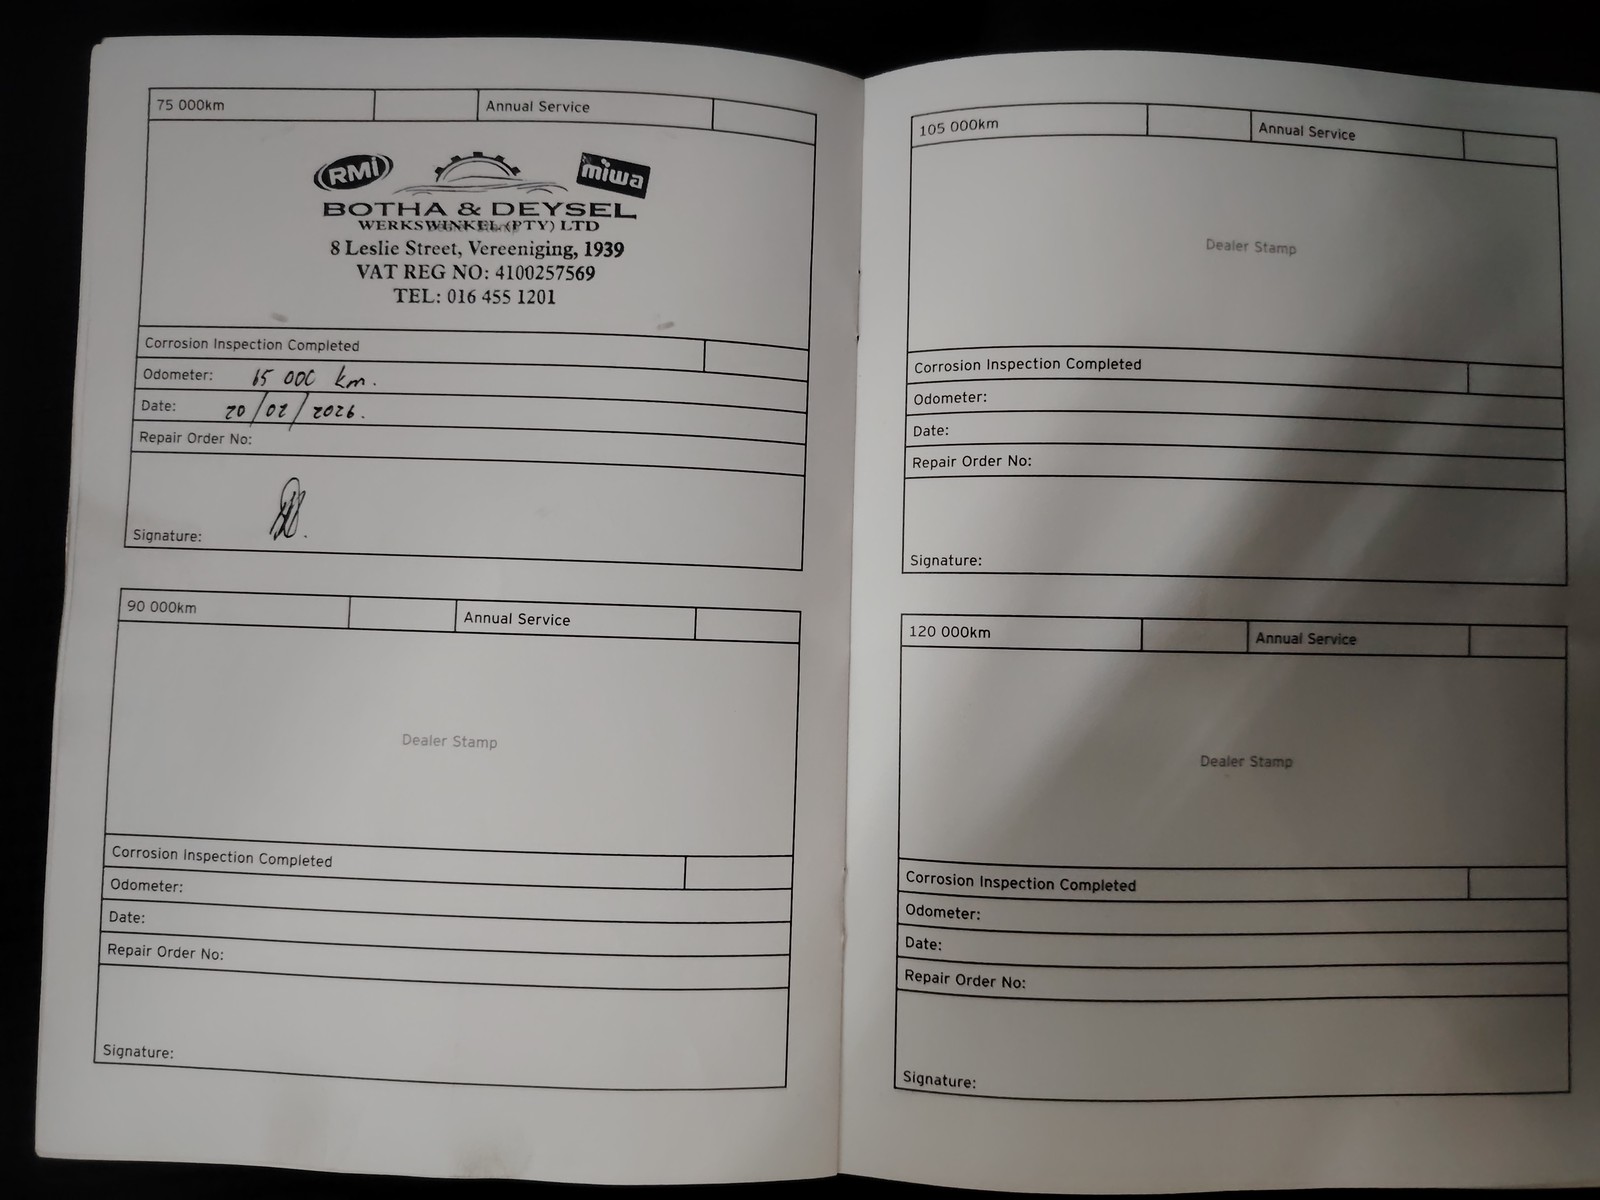 75 000km
Annual Service
RMI
miwa
BOTHA & DEYSEL
WERKSWINKEL (PTY) LTD
8 Leslie Street, Vereeniging, 1939
VAT REG NO: 4100257569
TEL: 016 455 1201
Corrosion Inspection Completed
Odometer: 65 000 km.
Date: 20/02/2026.
Repair Order No:
Signature:
90 000km
Annual Service
Dealer Stamp
Corrosion Inspection Completed
Odometer:
Date:
Repair Order No:
Signature:
105 000km
Annual Service
Dealer Stamp
Corrosion Inspection Completed
Odometer:
Date:
Repair Order No:
Signature:
120 000km
Annual Service
Dealer Stamp
Corrosion Inspection Completed
Odometer:
Date:
Repair Order No:
Signature: